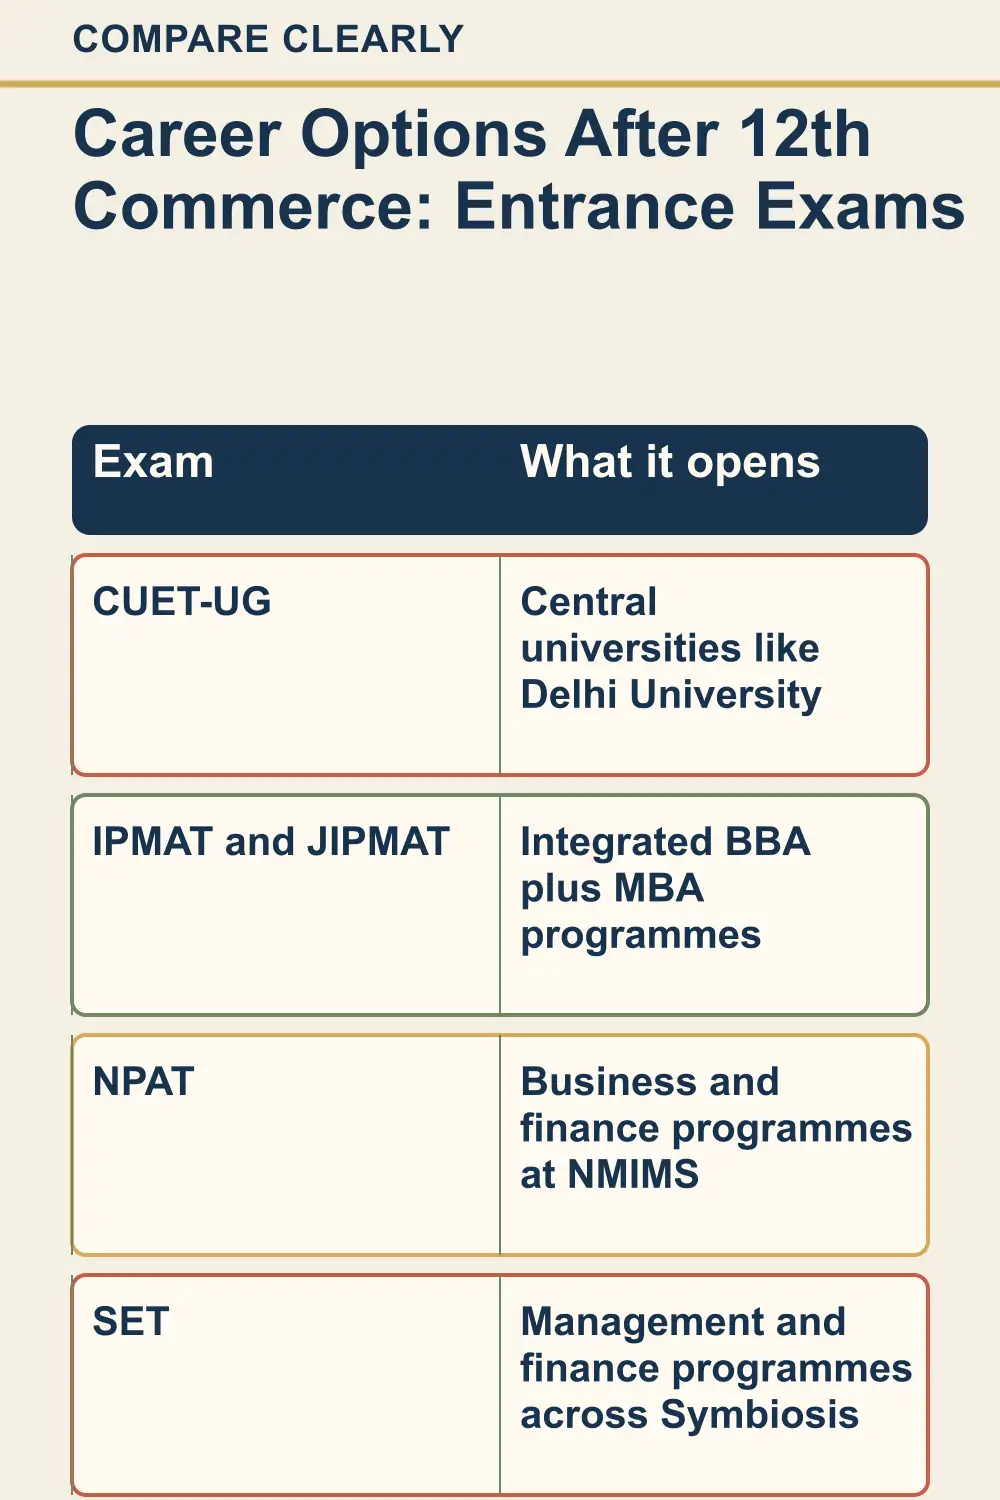 COMPARE CLEARLY
Career Options After 12th
Commerce: Entrance Exams
Exam
What it opens
CUET-UG
Central
universities like
Delhi University
IPMAT and JIPMAT
Integrated BBA
plus MBA
programmes
NPAT
Business and
finance programmes
at NMIMS
SET
Management and
finance programmes
across Symbiosis